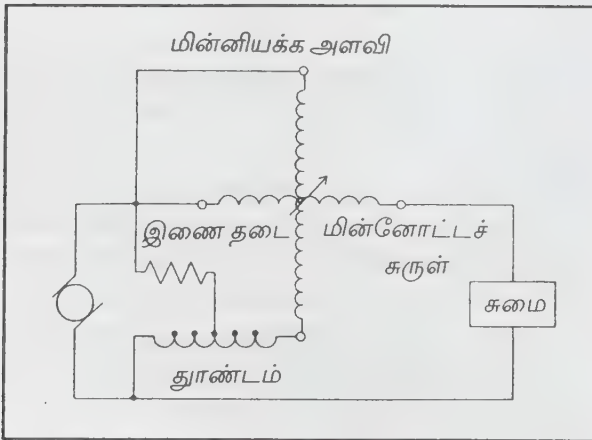 மின்னியக்க அளவி
இணை தடை
மின்னோட்டச்
சுருள்
சுமை
தூண்டம்